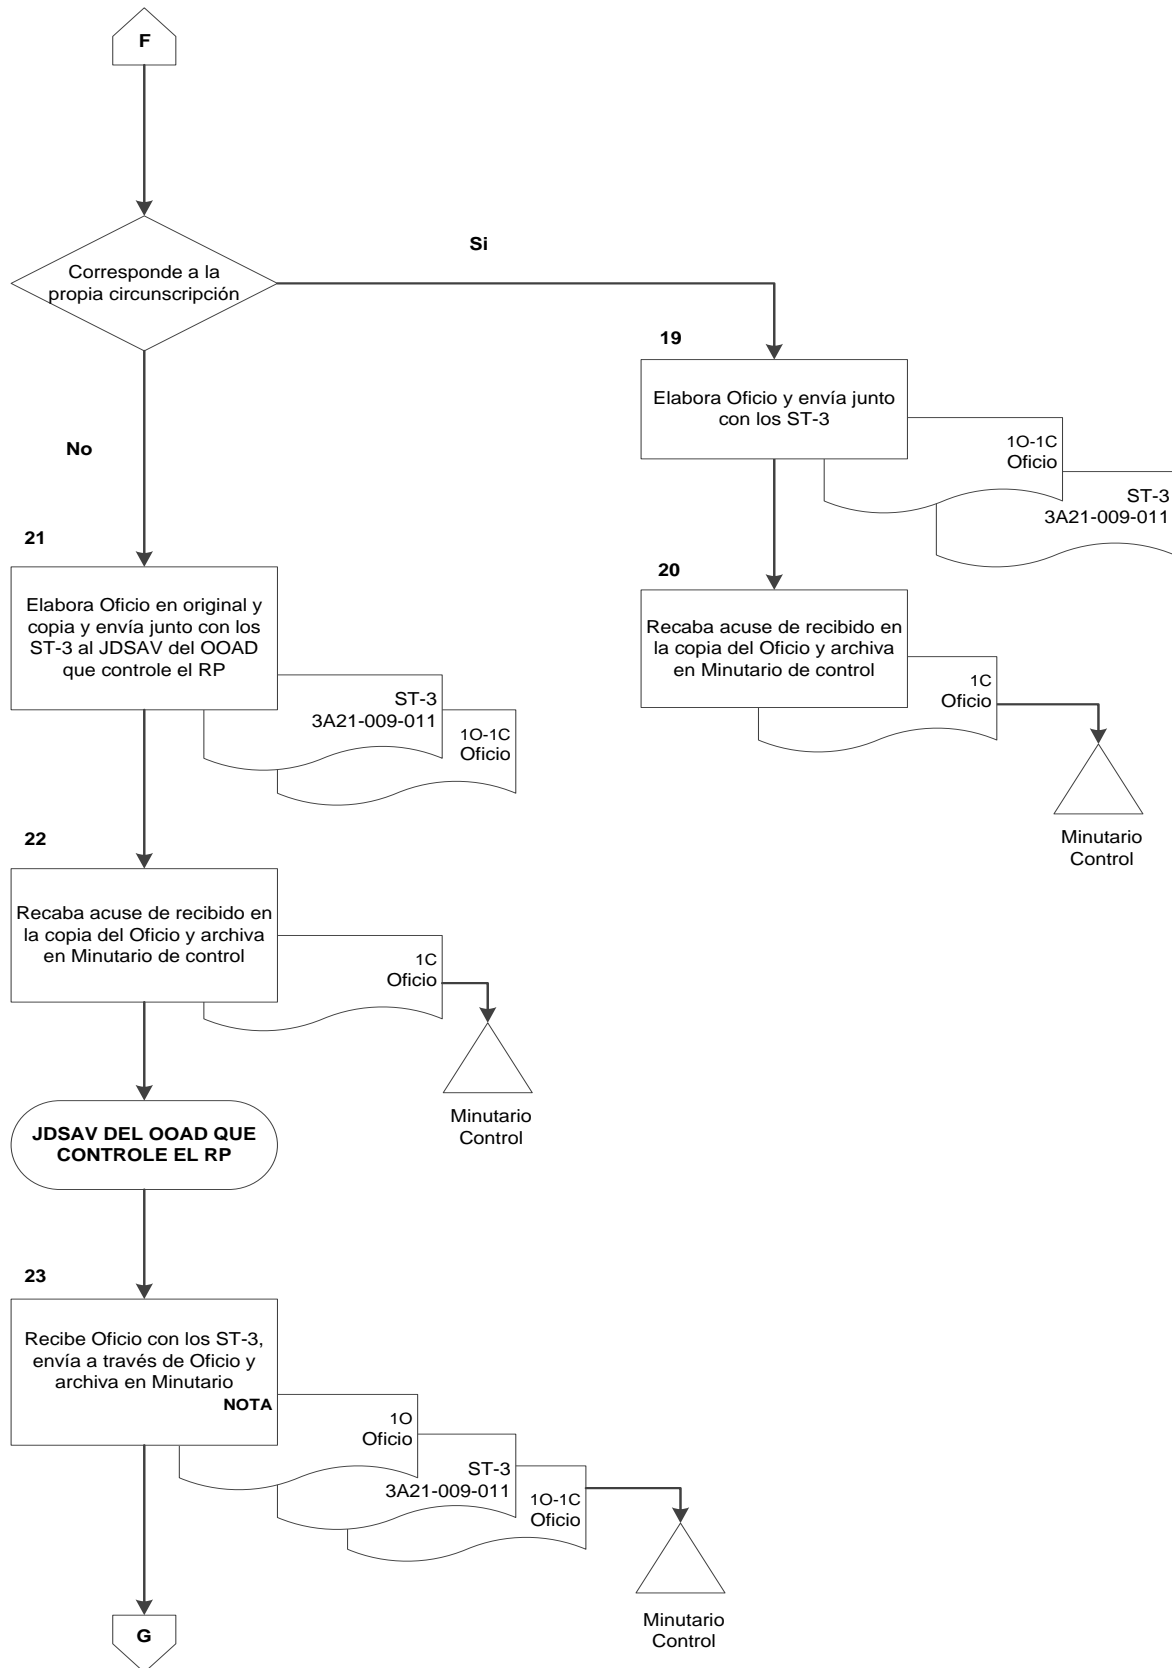 F
Corresponde a la
propia circunscripción
Si
19
Elabora Oficio y envía junto
con los ST-3
1O-1C
Oficio
ST-3
3A21-009-011
20
Recaba acuse de recibido en
la copia del Oficio y archiva
en Minutario de control
1C
Oficio
Minutario
Control
No
21
Elabora Oficio en original y
copia y envía junto con los
ST-3 al JDSAV del OOAD
que controle el RP
ST-3
3A21-009-011
1O-1C
Oficio
22
Recaba acuse de recibido en
la copia del Oficio y archiva
en Minutario de control
1C
Oficio
Minutario
Control
JDSAV DEL OOAD QUE
CONTROLE EL RP
23
Recibe Oficio con los ST-3,
envía a través de Oficio y
archiva en Minutario
NOTA
1O
Oficio
ST-3
3A21-009-011
1O-1C
Oficio
Minutario
Control
G